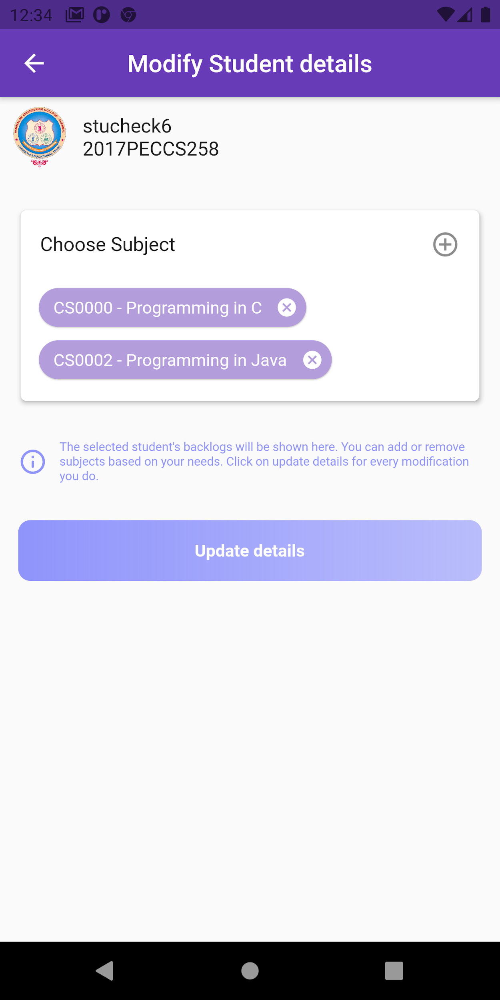 12:34
Modify Student details
PANIMALAR ENGINEERING COLLEGE - CHENNAI
JAISAKTHI EDUCATIONAL TRUST
stucheck6
2017PECCS258
Choose Subject
CS0000 - Programming in C
CS0002 - Programming in Java
The selected student's backlogs will be shown here. You can add or remove
subjects based on your needs. Click on update details for every modification
you do.
Update details